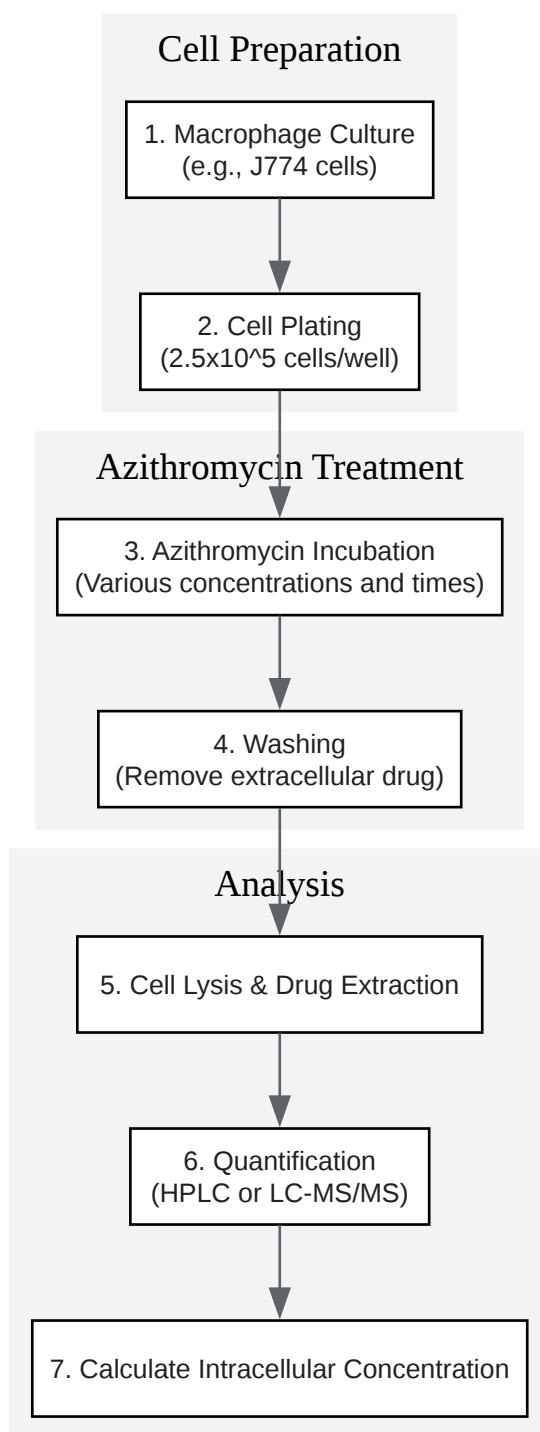 Cell Preparation
1. Macrophage Culture
(e.g., J774 cells)
2. Cell Plating
(2.5x10^5 cells/well)
Azithromycin Treatment
3. Azithromycin Incubation
(Various concentrations and times)
4. Washing
(Remove extracellular drug)
Analysis
5. Cell Lysis & Drug Extraction
6. Quantification
(HPLC or LC-MS/MS)
7. Calculate Intracellular Concentration